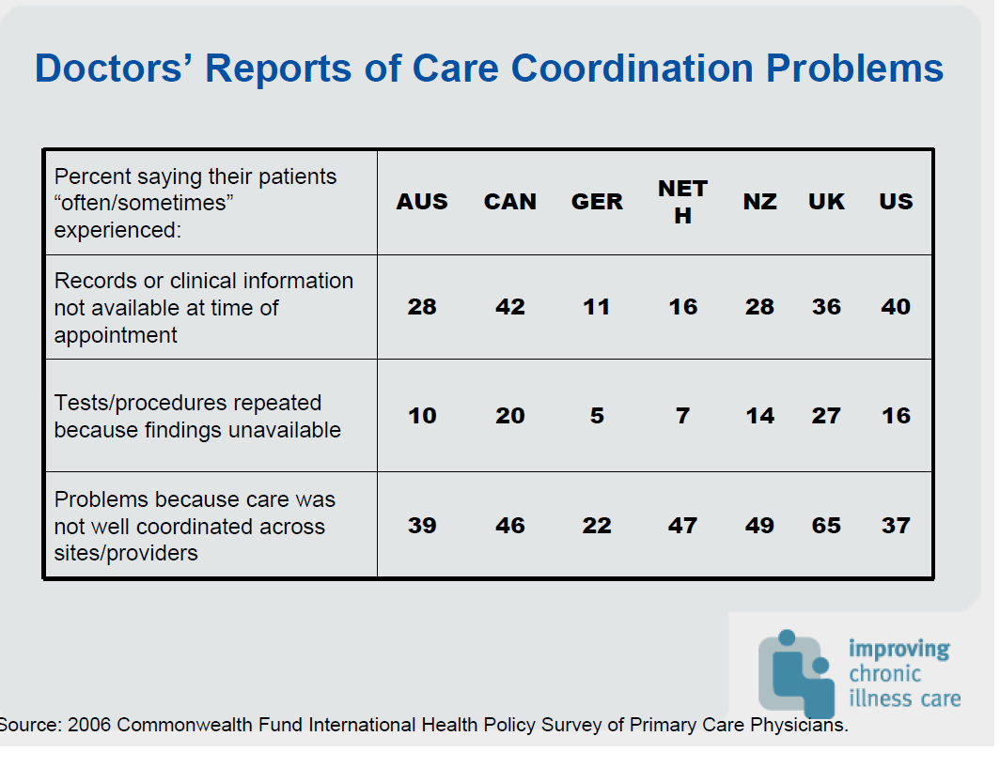 Doctors’ Reports of Care Coordination Problems
Percent saying their patients
“often/sometimes”
experienced:
AUS CAN GER NET
H NZ UK US
Records or clinical information
not available at time of
appointment
28 42 11 16 28 36 40
Tests/procedures repeated
because findings unavailable
10 20 5 7 14 27 16
Problems because care was
not well coordinated across
sites/providers
39 46 22 47 49 65 37
improving
chronic
illness care
Source: 2006 Commonwealth Fund International Health Policy Survey of Primary Care Physicians.